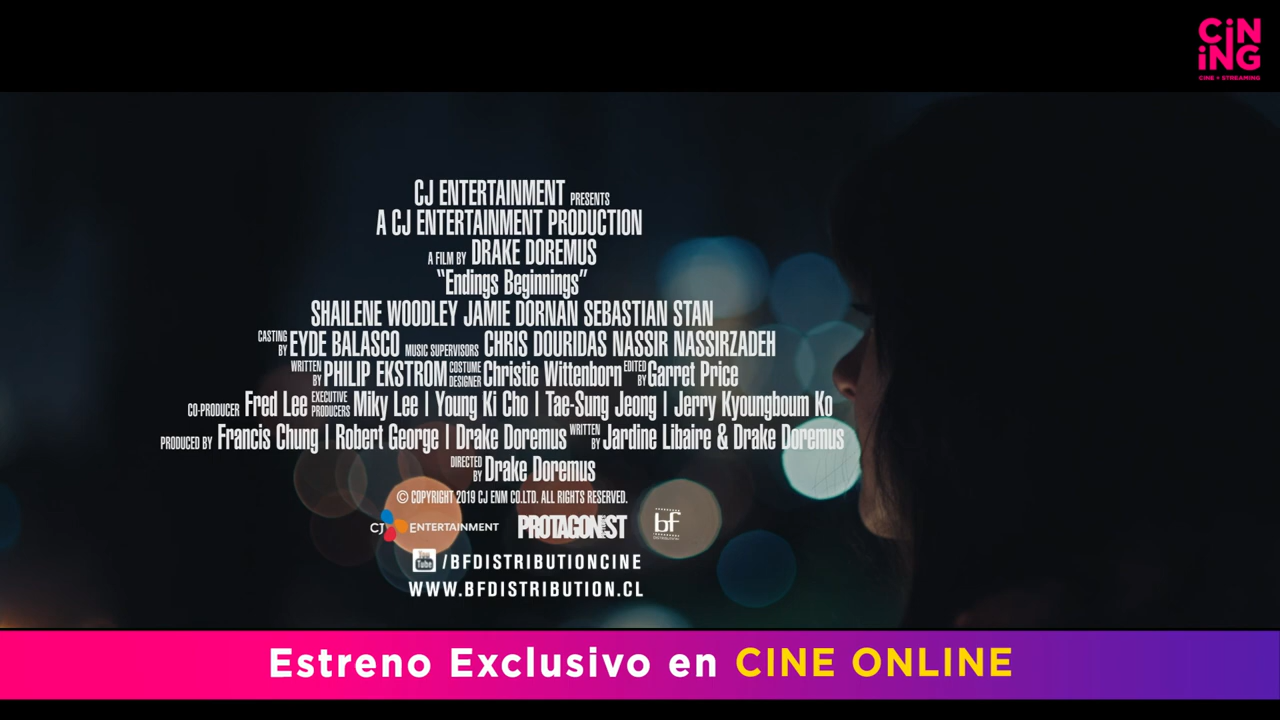 CiN
iNG
CINE + STREAMING
CJ ENTERTAINMENT PRESENTS
A CJ ENTERTAINMENT PRODUCTION
A FILM BY DRAKE DOREMUS
“Endings Beginnings”
SHAILENE WOODLEY JAMIE DORNAN SEBASTIAN STAN
CASTING BY EYDE BALASCO MUSIC SUPERVISORS CHRIS DOURIDAS NASSIR NASSIRZADEH
WRITTEN BY PHILIP EKSTROM COSTUME DESIGNER Christie Wittenborn EDITED BY Garret Price
CO-PRODUCER Fred Lee EXECUTIVE PRODUCERS Miky Lee | Young Ki Cho | Tae-Sung Jeong | Jerry Kyoungboum Ko
PRODUCED BY Francis Chung | Robert George | Drake Doremus WRITTEN BY Jardine Libaire & Drake Doremus
DIRECTED BY Drake Doremus
© COPYRIGHT 2019 CJ ENM CO.LTD. ALL RIGHTS RESERVED.
CJ ENTERTAINMENT PROTAGONIST bf
You Tube /BFDISTRIBUTIONCINE
WWW.BFDISTRIBUTION.CL
Estreno Exclusivo en CINE ONLINE